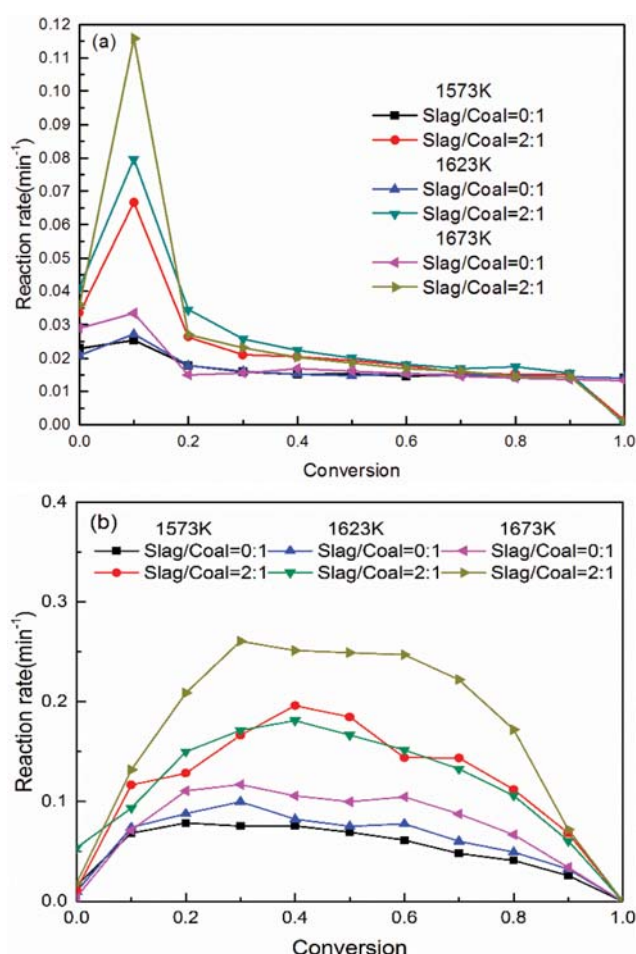 (a)
0.12
0.11
0.10
0.09
0.08
0.07
0.06
0.05
0.04
0.03
0.02
0.01
0.00
Reaction rate(min⁻¹)
1573K
Slag/Coal=0:1
Slag/Coal=2:1
1623K
Slag/Coal=0:1
Slag/Coal=2:1
1673K
Slag/Coal=0:1
Slag/Coal=2:1
0.0 0.2 0.4 0.6 0.8 1.0
Conversion
(b)
0.4
0.3
0.2
0.1
0.0
Reaction rate(min⁻¹)
1573K 1623K 1673K
Slag/Coal=0:1 Slag/Coal=0:1 Slag/Coal=0:1
Slag/Coal=2:1 Slag/Coal=2:1 Slag/Coal=2:1
0.0 0.2 0.4 0.6 0.8 1.0
Conversion